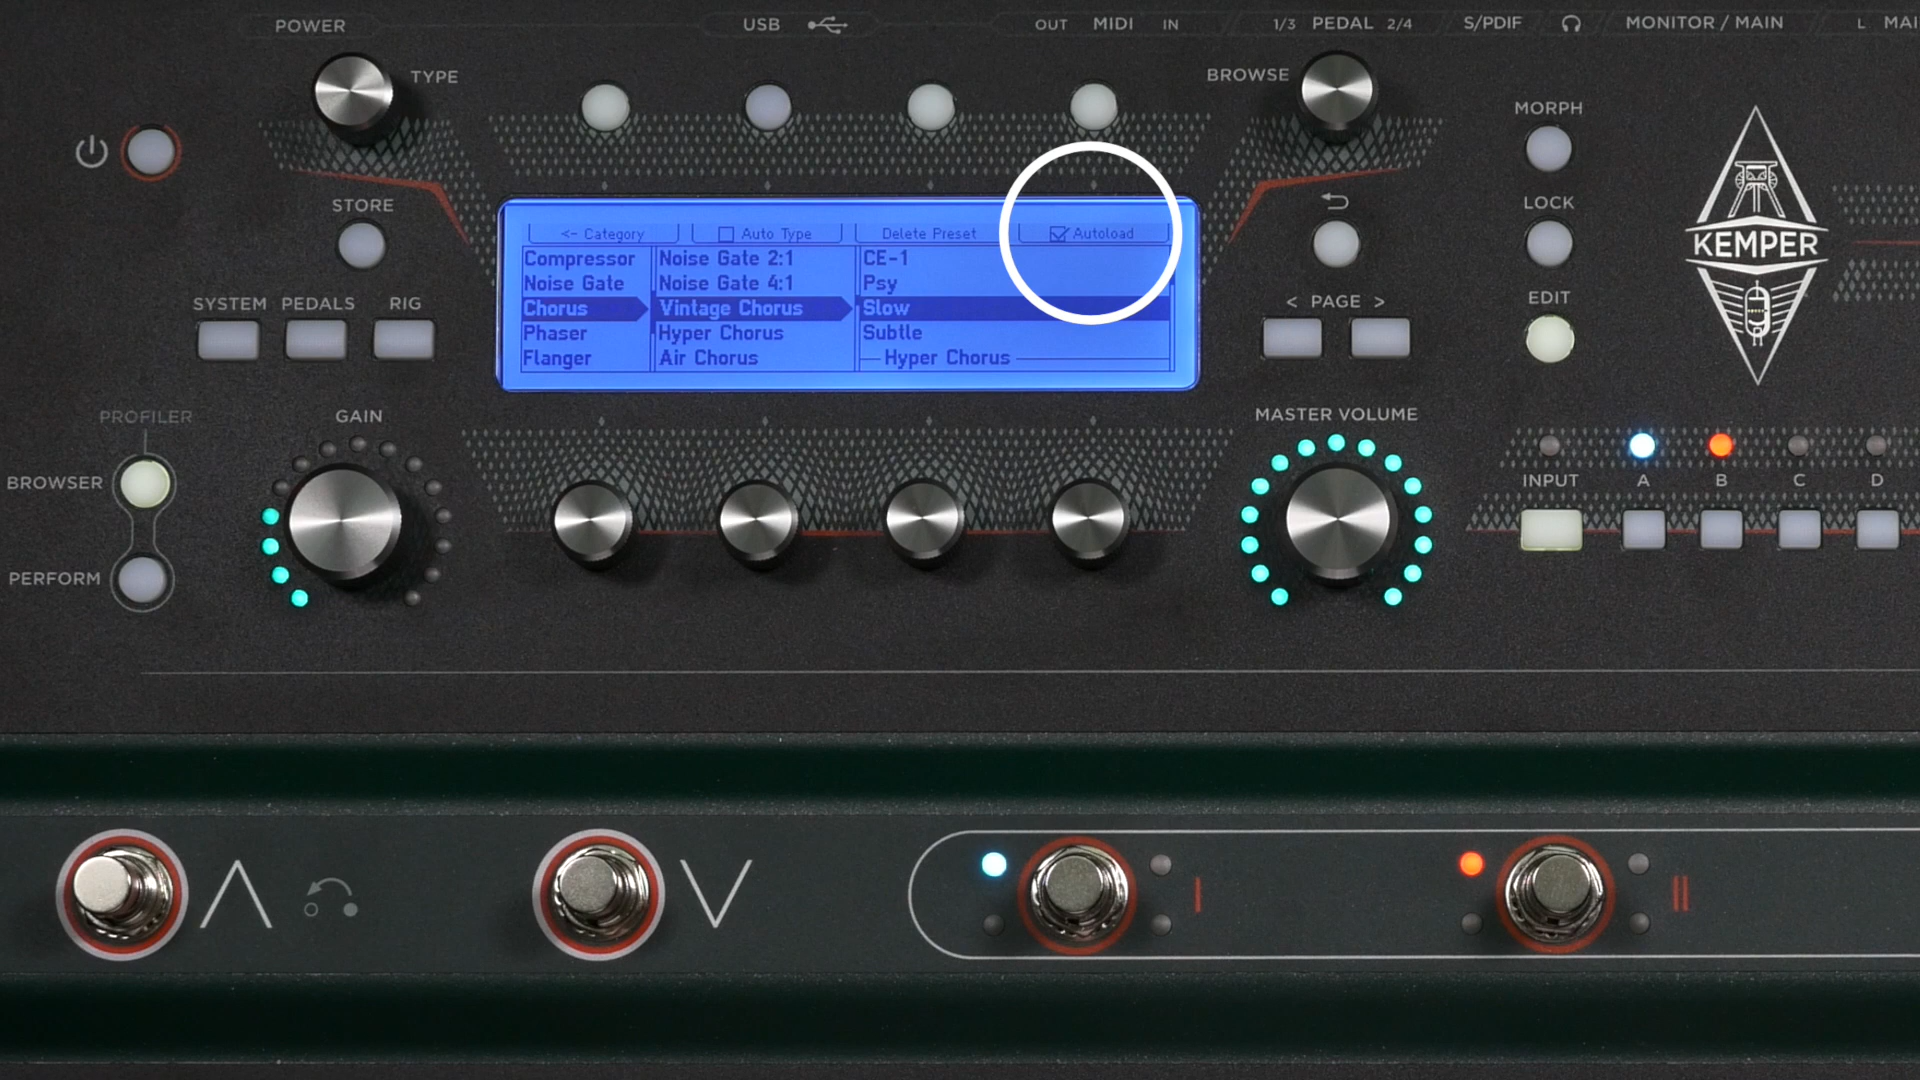 POWER
USB
OUT MIDI IN
1/3 PEDAL 2/4
S/PDIF
MONITOR / MAIN
L MAI
TYPE
BROWSE
MORPH
STORE
LOCK
<- Category
Auto Type
Delete Preset
Autoload
Compressor Noise Gate 2:1 CE-1
Noise Gate Noise Gate 4:1 Psy
Chorus Vintage Chorus Slow
Phaser Hyper Chorus Subtle
Flanger Air Chorus Hyper Chorus
KEMPER
SYSTEM PEDALS RIG
< PAGE >
EDIT
PROFILER
GAIN
MASTER VOLUME
BROWSER
INPUT A B C D
PERFORM
I
II